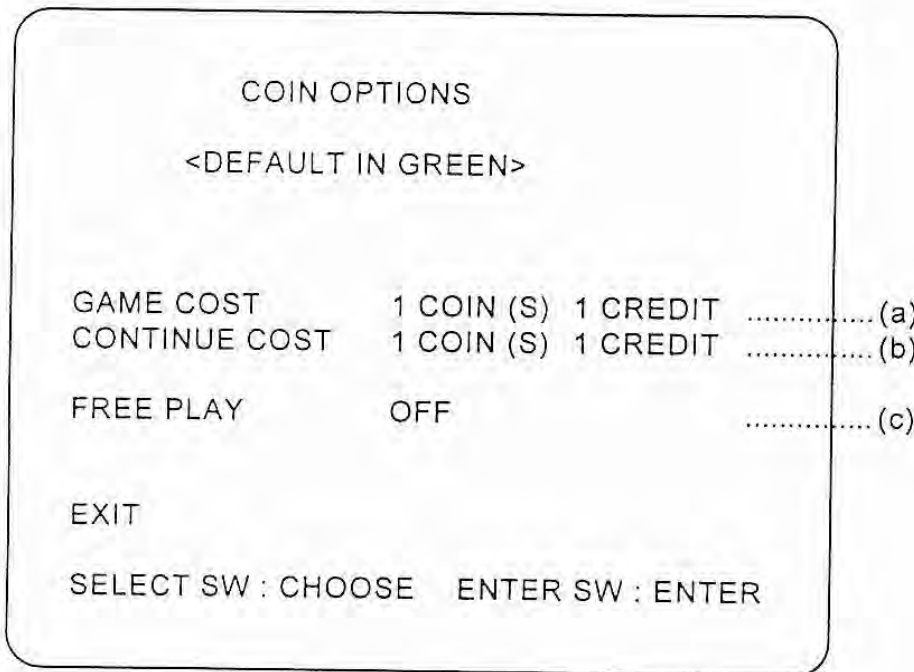 COIN OPTIONS
<DEFAULT IN GREEN>
GAME COST 1 COIN (S) 1 CREDIT ............... (a)
CONTINUE COST 1 COIN (S) 1 CREDIT ............... (b)
FREE PLAY OFF ............... (c)
EXIT
SELECT SW : CHOOSE ENTER SW : ENTER